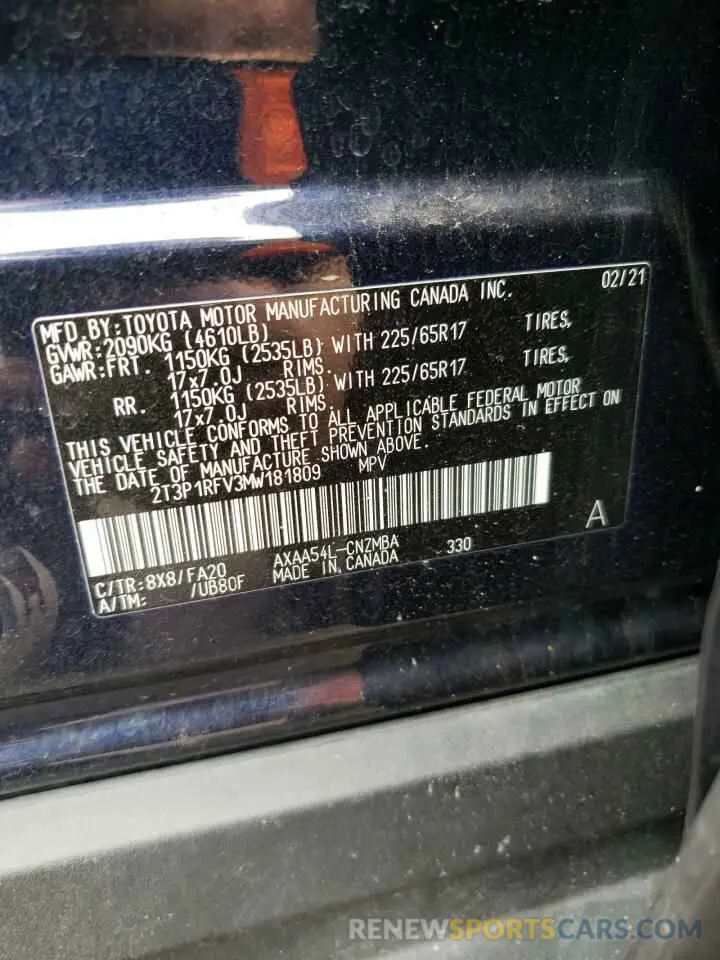 MFD. BY: TOYOTA MOTOR MANUFACTURING CANADA INC. 02/21
GVWR: 2090KG (4610LB)
GAWR: FRT. 1150KG (2535LB) WITH 225/65R17 TIRES,
17x7.0J RIMS.
RR. 1150KG (2535LB) WITH 225/65R17 TIRES,
17x7.0J RIMS.
THIS VEHICLE CONFORMS TO ALL APPLICABLE FEDERAL MOTOR
VEHICLE SAFETY AND THEFT PREVENTION STANDARDS IN EFFECT ON
THE DATE OF MANUFACTURE SHOWN ABOVE.
2T3P1RFV3MW181809 MPV
A
C/TR: 8X8/FA20 AXAA54L-CNZMBA 330
A/TM: /UB80F MADE IN CANADA
RENEWSPORTSCARS.COM